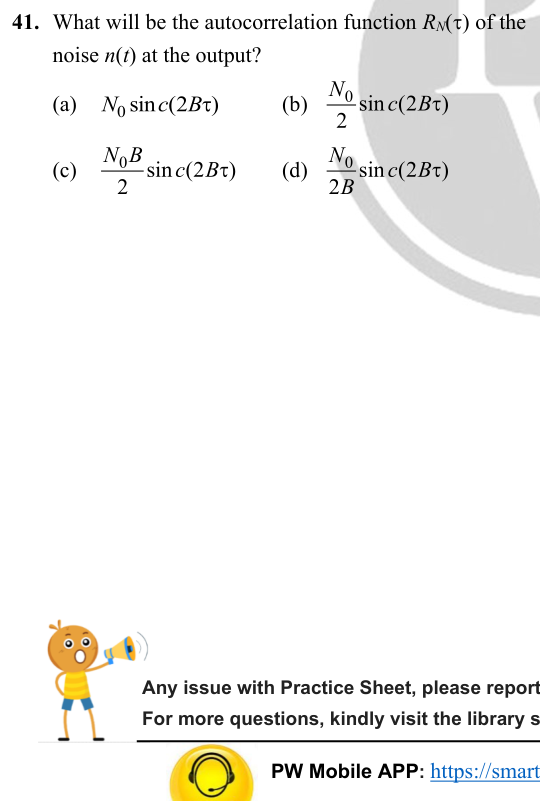 41. What will be the autocorrelation function R_N(τ) of the
noise n(t) at the output?
(a) N₀ sin c(2Bτ) (b) N₀/2 sin c(2Bτ)
(c) N₀B/2 sin c(2Bτ) (d) N₀/2B sin c(2Bτ)
Any issue with Practice Sheet, please report
For more questions, kindly visit the library s
PW Mobile APP: https://smart